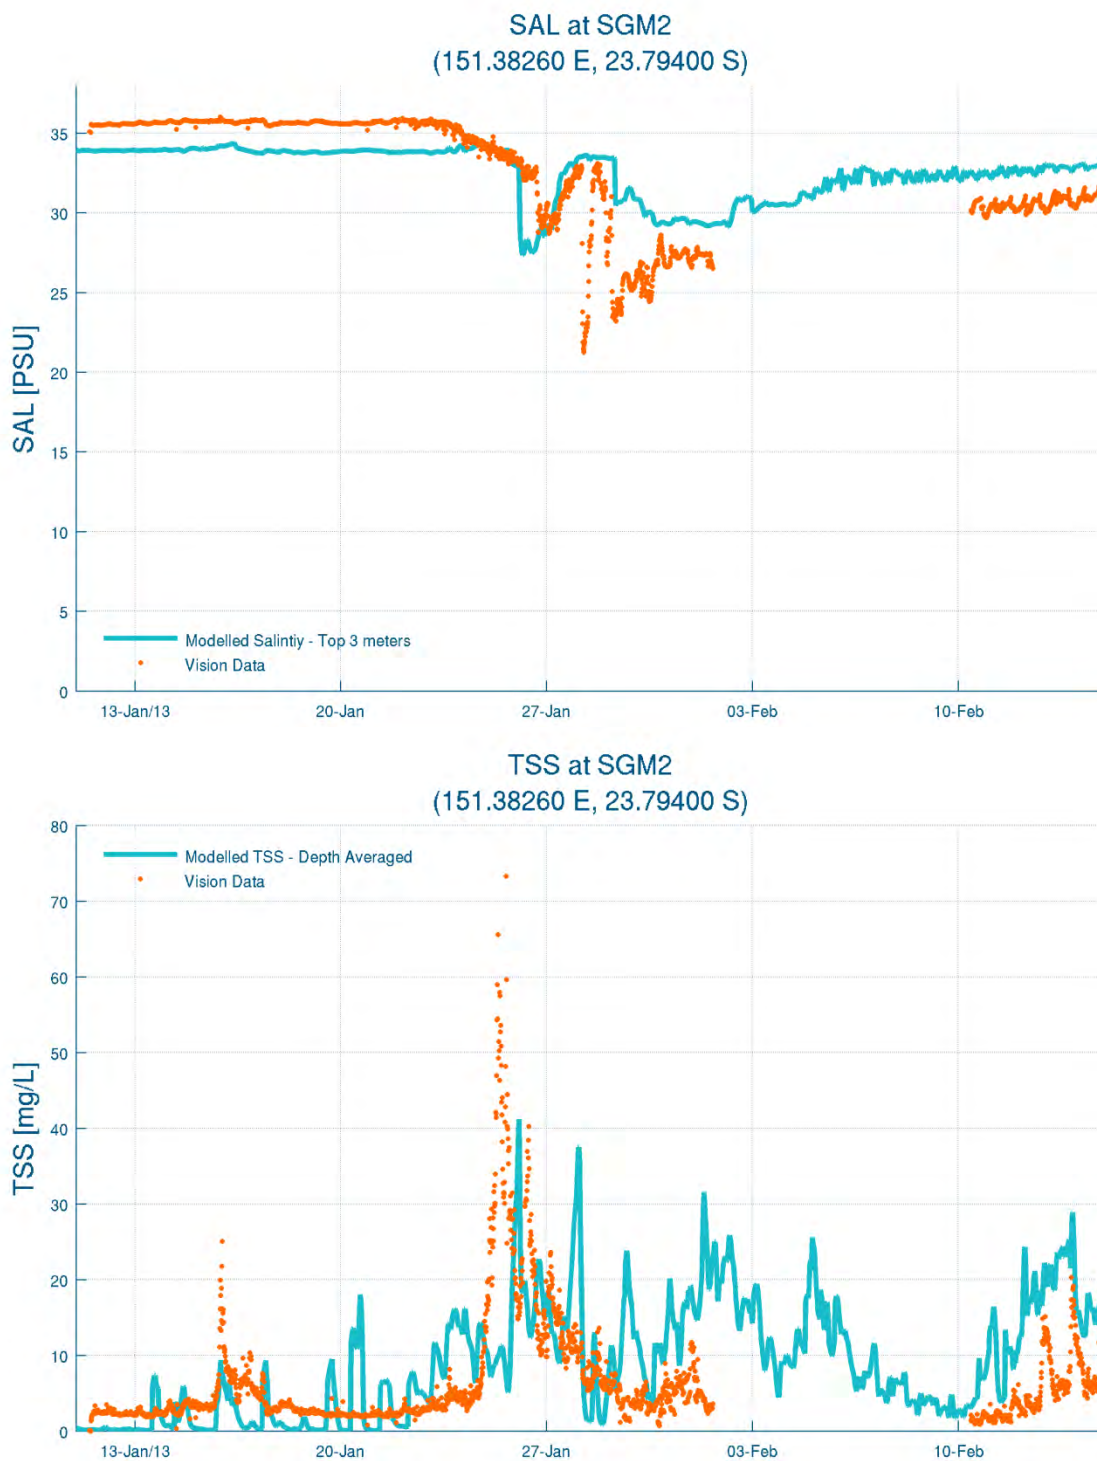 SAL at SGM2
(151.38260 E, 23.79400 S)
35
30
25
20
15
10
5
0
SAL [PSU]
Modelled Salintiy - Top 3 meters
Vision Data
13-Jan/13
20-Jan
27-Jan
03-Feb
10-Feb
TSS at SGM2
(151.38260 E, 23.79400 S)
80
70
60
50
40
30
20
10
0
TSS [mg/L]
Modelled TSS - Depth Averaged
Vision Data
13-Jan/13
20-Jan
27-Jan
03-Feb
10-Feb